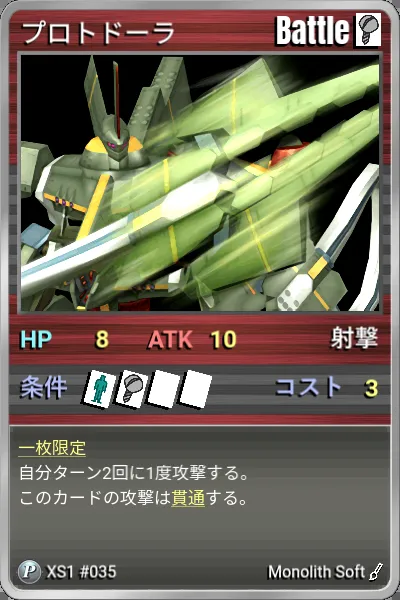 プロトドーラ Battle
HP 8 ATK 10 射撃
条件 コスト 3
一枚限定
自分ターン2回に1度攻撃する。
このカードの攻撃は貫通する。
P XS1 #035 Monolith Soft